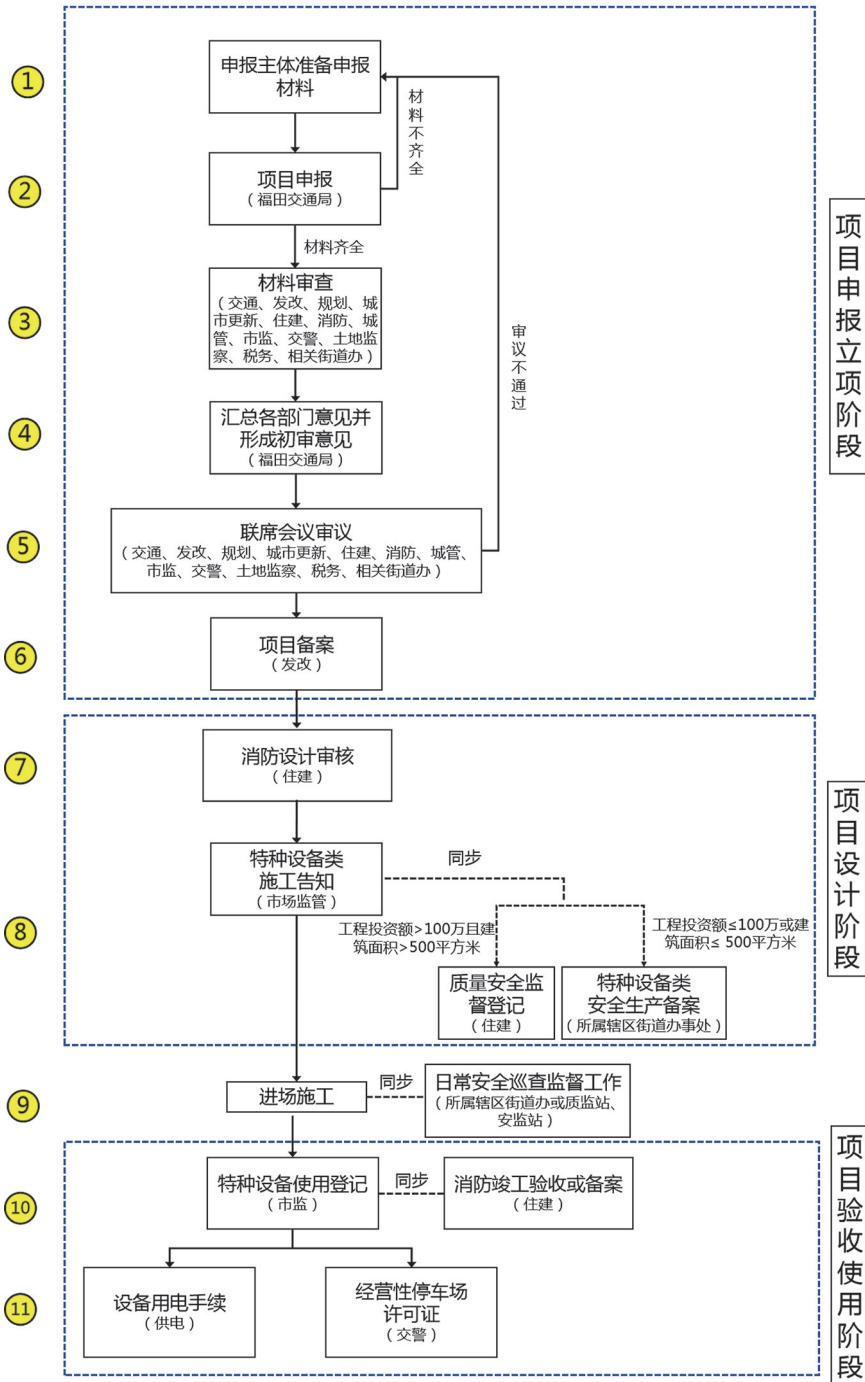 ①
申报主体准备申报
材料
材料不齐全
②
项目申报
（福田交通局）
材料齐全
③
材料审查
（交通、发改、规划、城
市更新、住建、消防、城
管、市监、交警、土地监
察、税务、相关街道办）
审议不通过
④
汇总各部门意见并
形成初审意见
（福田交通局）
⑤
联席会议审议
（交通、发改、规划、城市更新、住建、消防、城管、
市监、交警、土地监察、税务、相关街道办）
⑥
项目备案
（发改）
项目申报立项阶段
⑦
消防设计审核
（住建）
⑧
特种设备类
施工告知
（市场监管）
同步
工程投资额>100万且建
筑面积>500平方米
工程投资额≤100万或建
筑面积≤ 500平方米
质量安全监
督登记
（住建）
特种设备类
安全生产备案
（所属辖区街道办事处）
项目设计阶段
⑨
进场施工
同步
日常安全巡查监督工作
（所属辖区街道办或质监站、
安监站）
⑩
特种设备使用登记
（市监）
同步
消防竣工验收或备案
（住建）
⑪
设备用电手续
（供电）
经营性停车场
许可证
（交警）
项目验收使用阶段